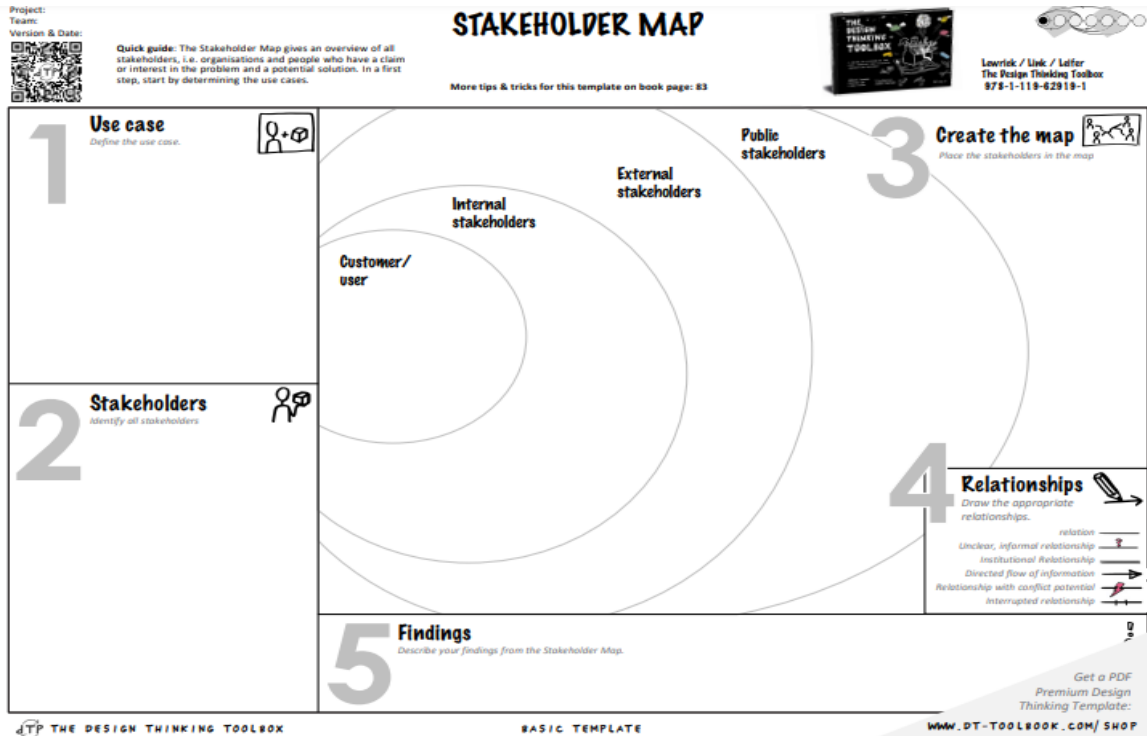 Project:
Team:
Version & Date:
Quick guide: The Stakeholder Map gives an overview of all
stakeholders, i.e. organisations and people who have a claim
or interest in the problem and a potential solution. In a first
step, start by determining the use cases.
STAKEHOLDER MAP
More tips & tricks for this template on book page: 83
THE
DESIGN
THINKING
TOOLBOX
Lewrick / Link / Leifer
The Design Thinking Toolbox
978-1-119-62919-1
1
Use case
Define the use case.
2
Stakeholders
Identify all stakeholders
Customer/
user
Internal
stakeholders
External
stakeholders
Public
stakeholders
3
Create the map
Place the stakeholders in the map
4
Relationships
Draw the appropriate
relationships.
relation
Unclear, informal relationship
?
Institutional Relationship
Directed flow of information
Relationship with conflict potential
Interrupted relationship
5
Findings
Describe your findings from the Stakeholder Map.
Get a PDF
Premium Design
Thinking Template:
WWW.DT-TOOLBOOK.COM/ SHOP
dTP THE DESIGN THINKING TOOLBOX
BASIC TEMPLATE